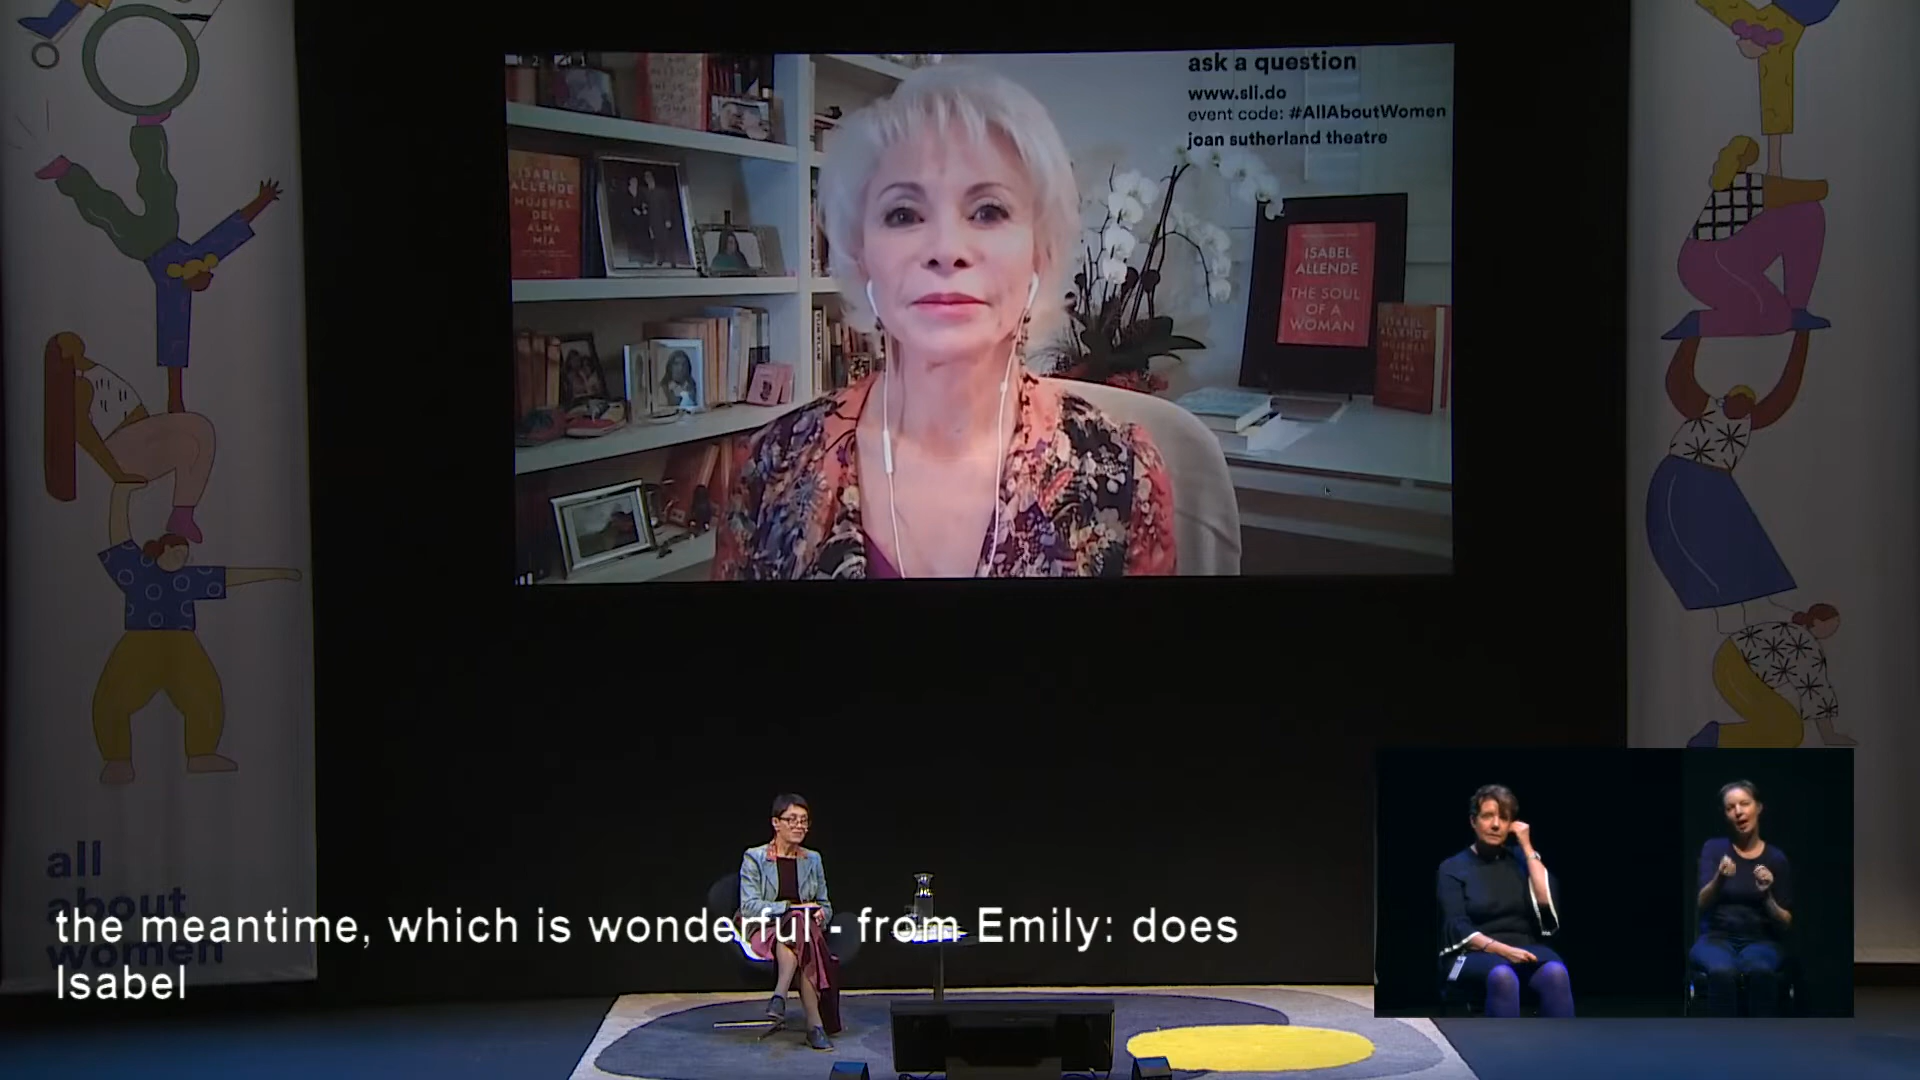 ask a question
www.sli.do
event code: #AllAboutWomen
joan sutherland theatre
ISABEL
ALLENDE
MUJERES
DEL
ALMA
MÍA
ISABEL
ALLENDE
THE SOUL
OF A
WOMAN
ISABEL
ALLENDE
MUJERES
DEL
ALMA
MÍA
all
about
women
the meantime, which is wonderful - from Emily: does
Isabel